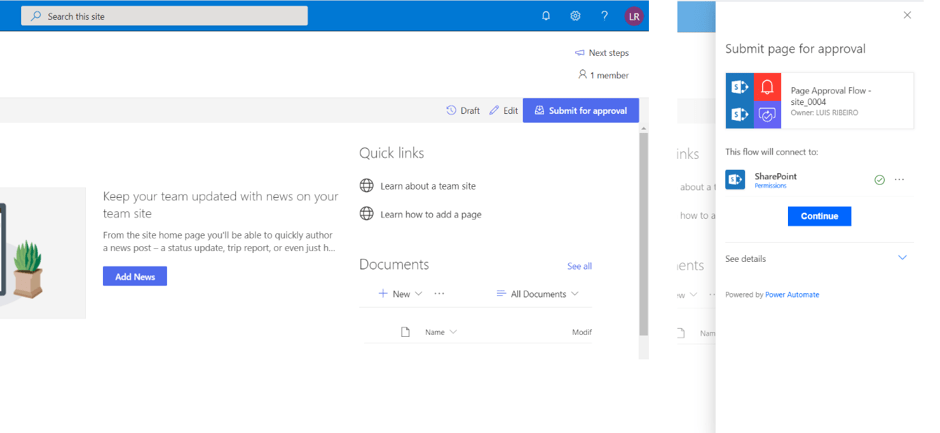 Search this site
?
LR
Next steps
1 member
Draft
Edit
Submit for approval
Quick links
Learn about a team site
Learn how to add a page
Keep your team updated with news on your
team site
From the site home page you'll be able to quickly author
a news post – a status update, trip report, or even just h...
Add News
Documents
See all
New
All Documents
Name
Modif
inks
about a t
how to a
ents
Nam
Submit page for approval
Page Approval Flow -
site_0004
Owner: LUIS RIBEIRO
This flow will connect to:
SharePoint
Permissions
Continue
See details
Powered by Power Automate